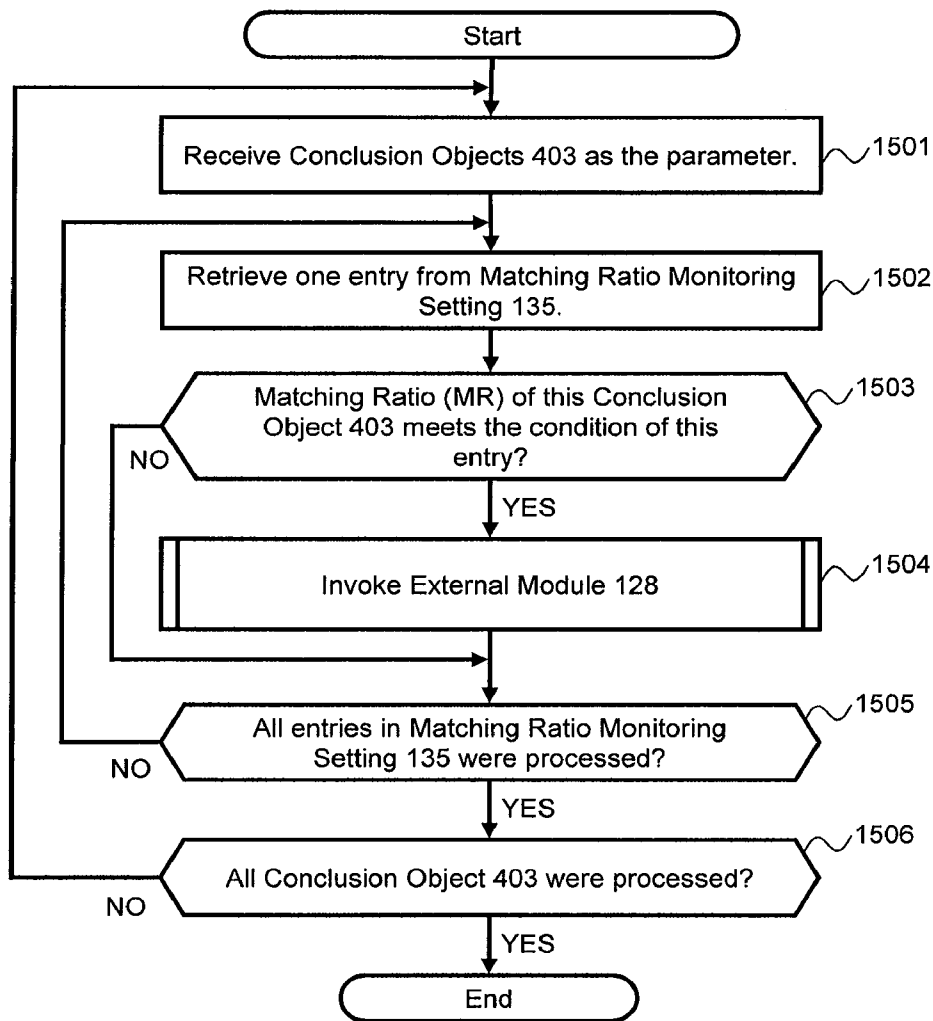 Start
Receive Conclusion Objects 403 as the parameter.
1501
Retrieve one entry from Matching Ratio Monitoring
Setting 135.
1502
Matching Ratio (MR) of this Conclusion
Object 403 meets the condition of this
entry?
1503
NO
YES
Invoke External Module 128
1504
All entries in Matching Ratio Monitoring
Setting 135 were processed?
1505
NO
YES
All Conclusion Object 403 were processed?
1506
NO
YES
End